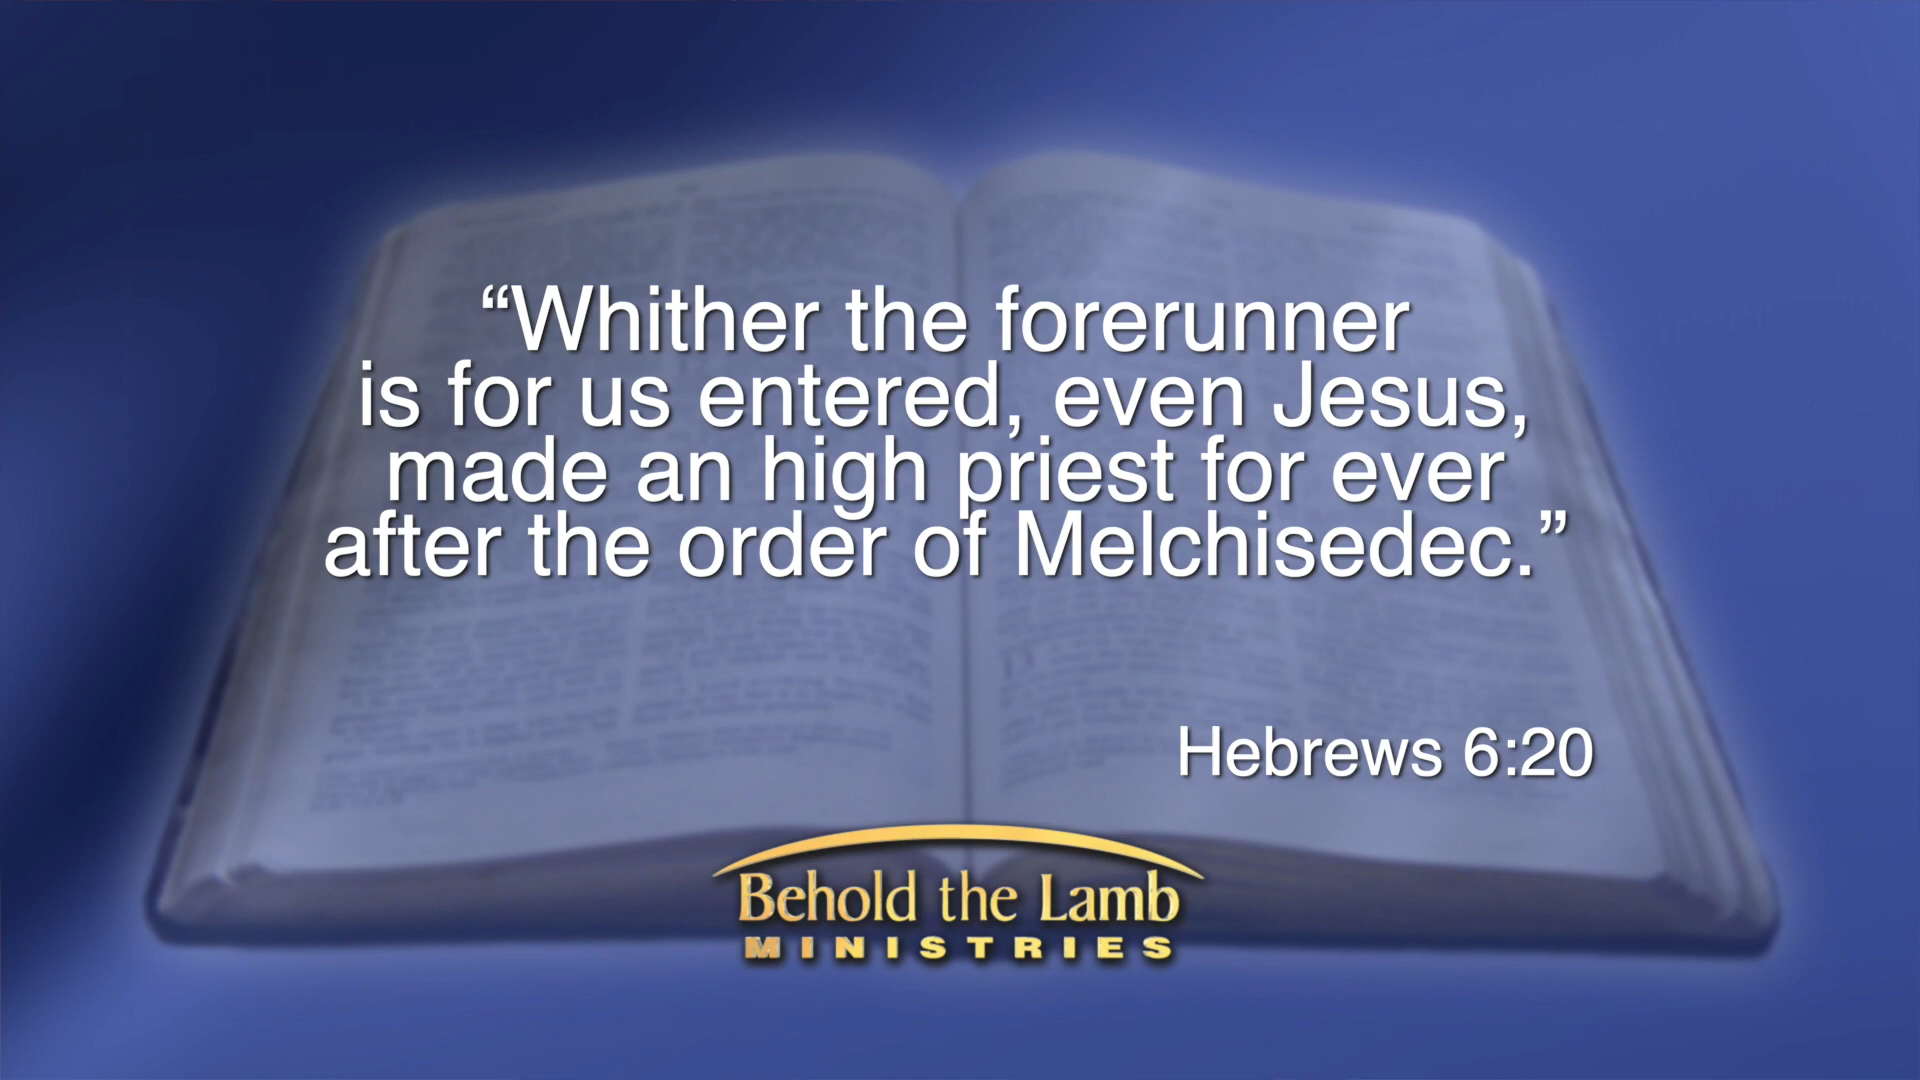 “Whither the forerunner
is for us entered, even Jesus,
made an high priest for ever
after the order of Melchisedec.”
Hebrews 6:20
Behold the Lamb
MINISTRIES